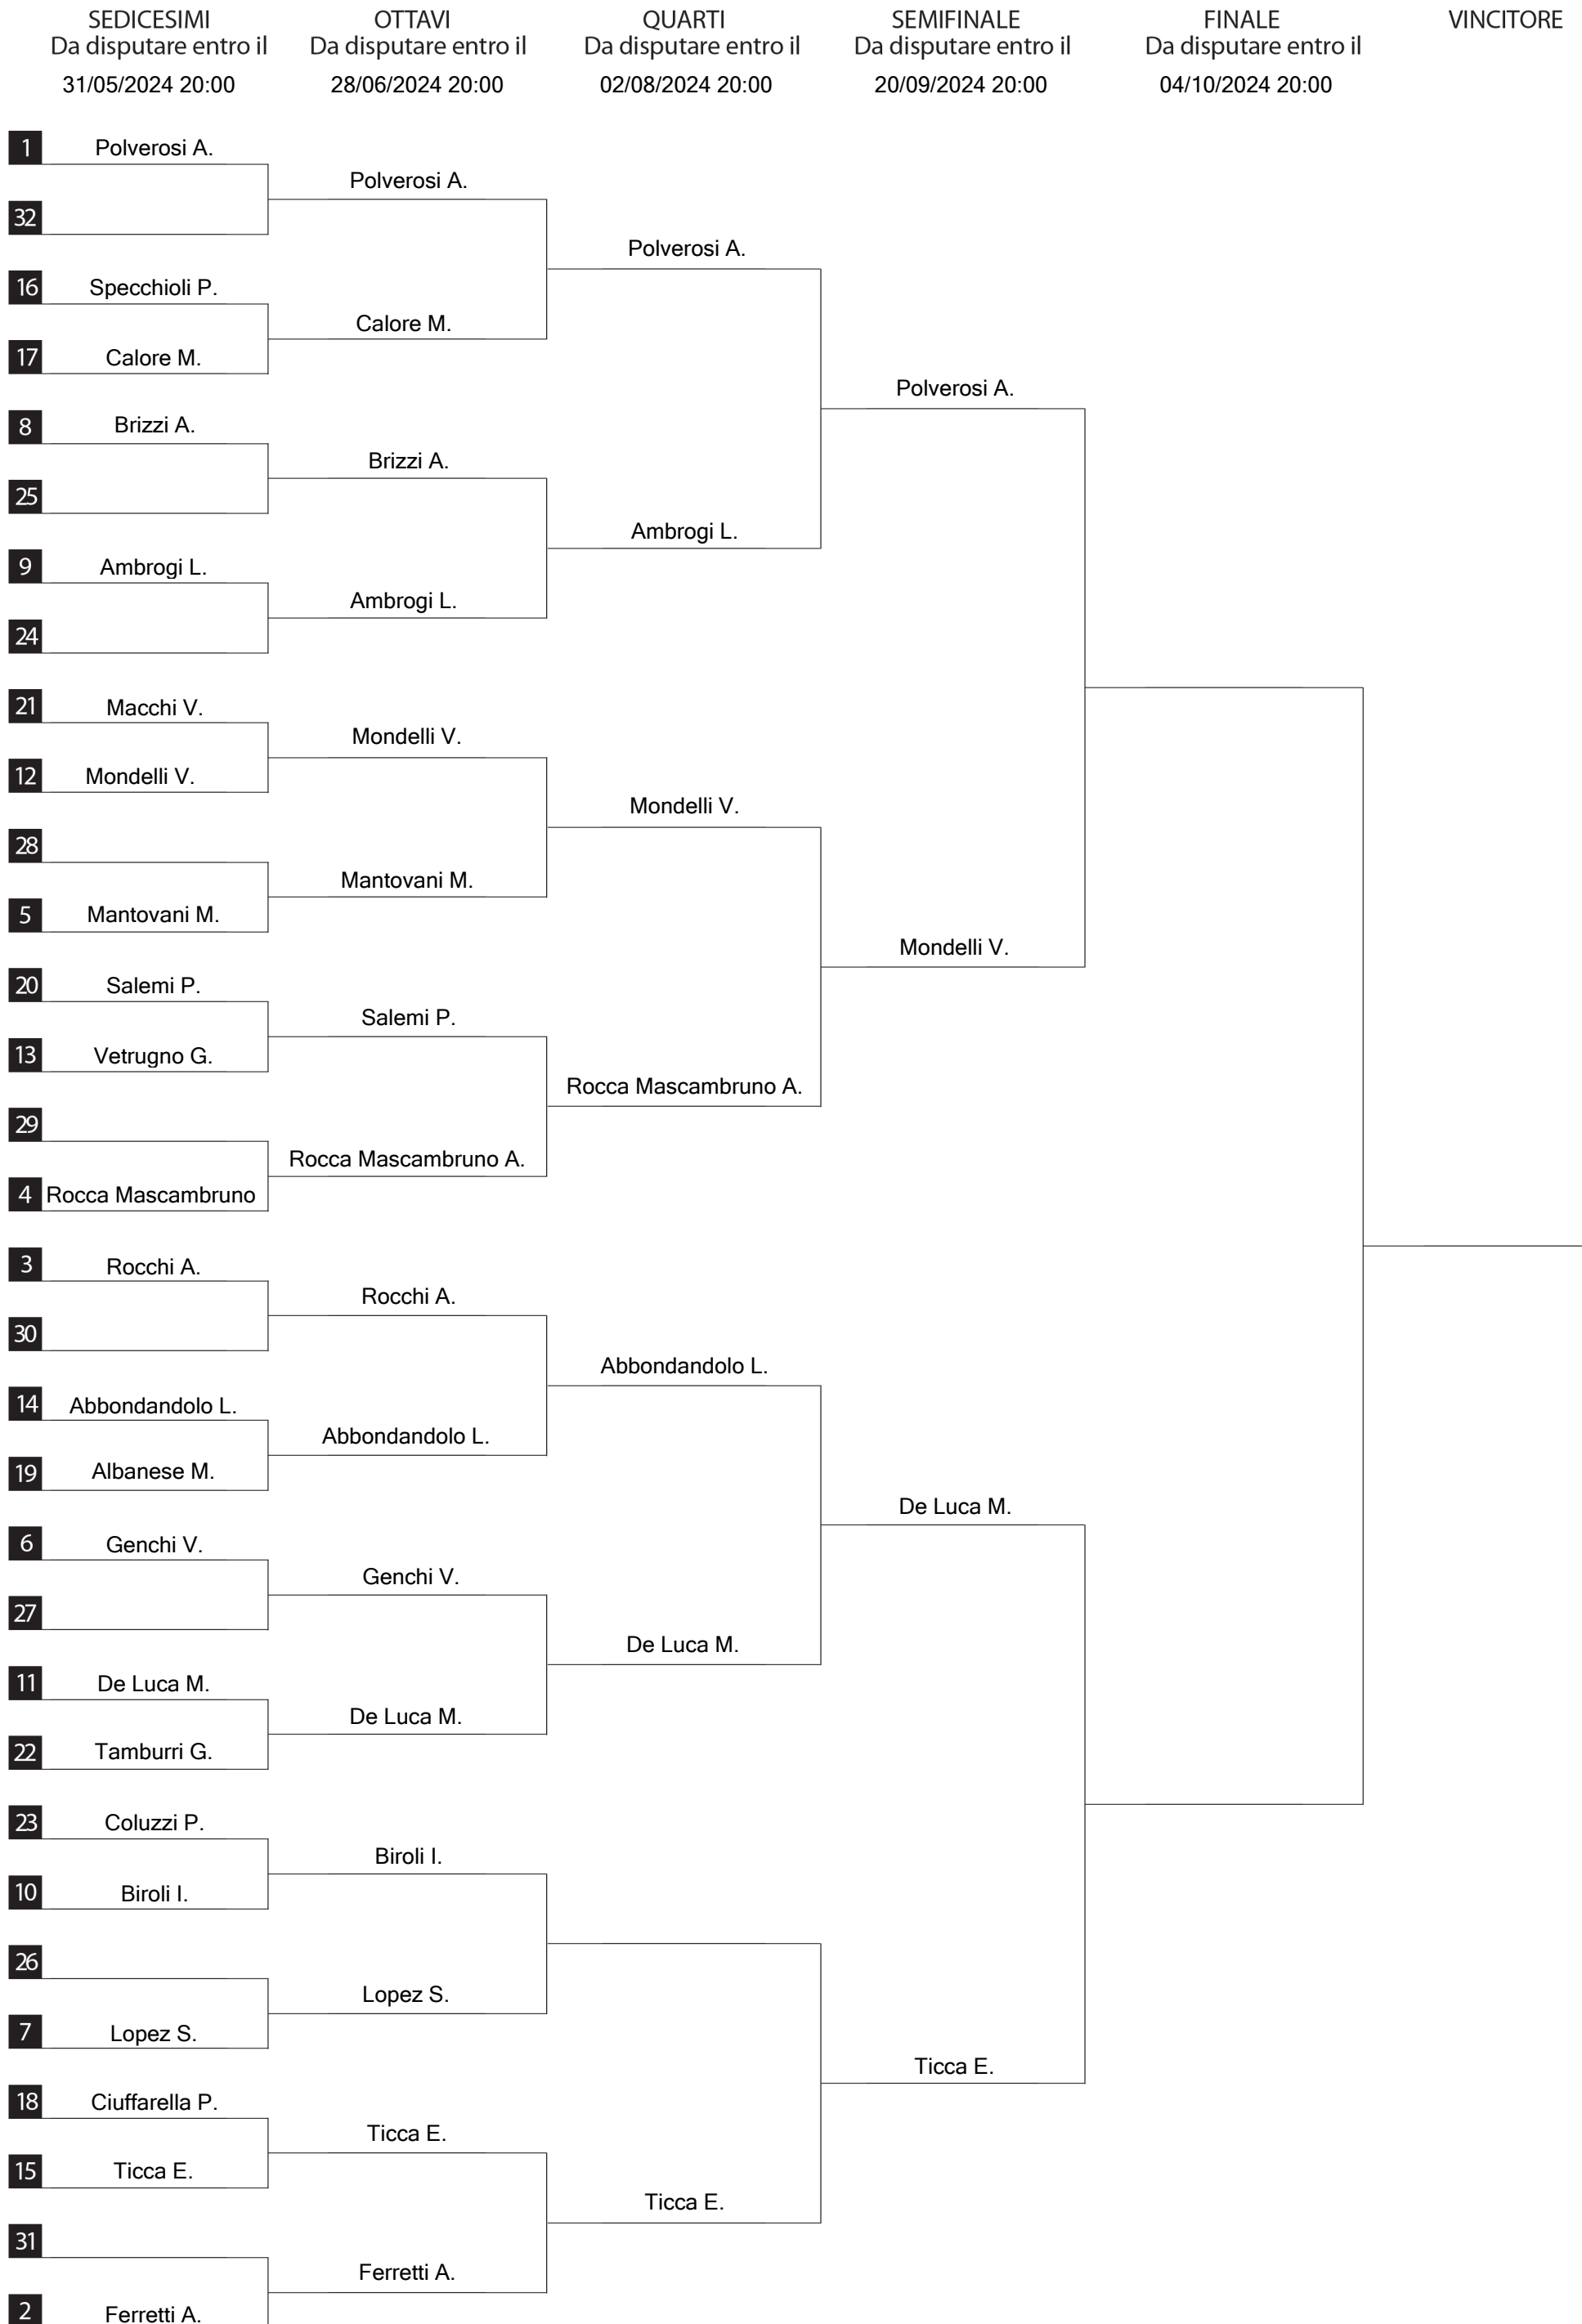 SEDICESIMI
Da disputare entro il
31/05/2024 20:00
OTTAVI
Da disputare entro il
28/06/2024 20:00
QUARTI
Da disputare entro il
02/08/2024 20:00
SEMIFINALE
Da disputare entro il
20/09/2024 20:00
FINALE
Da disputare entro il
04/10/2024 20:00
VINCITORE
1 Polverosi A.
32
16 Specchioli P.
17 Calore M.
8 Brizzi A.
25
9 Ambrogi L.
24
21 Macchi V.
12 Mondelli V.
28
5 Mantovani M.
20 Salemi P.
13 Vetrugno G.
29
4 Rocca Mascambruno
3 Rocchi A.
30
14 Abbondandolo L.
19 Albanese M.
6 Genchi V.
27
11 De Luca M.
22 Tamburri G.
23 Coluzzi P.
10 Biroli I.
26
7 Lopez S.
18 Ciuffarella P.
15 Ticca E.
31
2 Ferretti A.
Polverosi A.
Calore M.
Brizzi A.
Ambrogi L.
Mondelli V.
Mantovani M.
Salemi P.
Rocca Mascambruno A.
Rocchi A.
Abbondandolo L.
Genchi V.
De Luca M.
Biroli I.
Lopez S.
Ticca E.
Ferretti A.
Polverosi A.
Ambrogi L.
Mondelli V.
Rocca Mascambruno A.
Abbondandolo L.
De Luca M.
Ticca E.
Polverosi A.
Mondelli V.
De Luca M.
Ticca E.